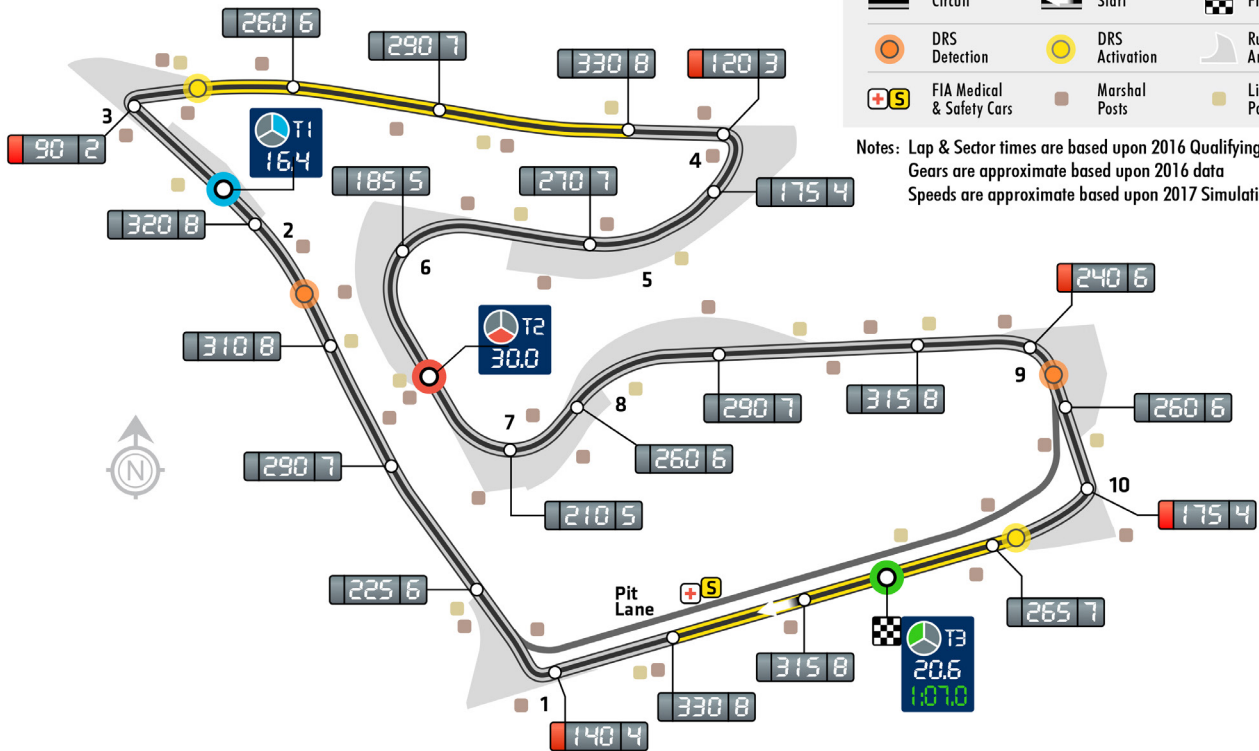 Circuit
Start
DRS
Detection
DRS
Activation
FIA Medical
& Safety Cars
Marshal
Posts
S
Notes: Lap & Sector times are based upon 2016 Qualifying
Gears are approximate based upon 2016 data
Speeds are approximate based upon 2017
260 6
290 7
330 8
120 3
3
90 2
T1
16.4
4
185 5
270 7
175 4
320 8
2
6
5
240 6
T2
30.0
310 8
9
8
290 7
315 8
260 6
7
260 6
290 7
N
10
210 5
175 4
225 6
Pit
Lane
S
265 7
T3
20.6
1:07.0
315 8
330 8
1
140 4